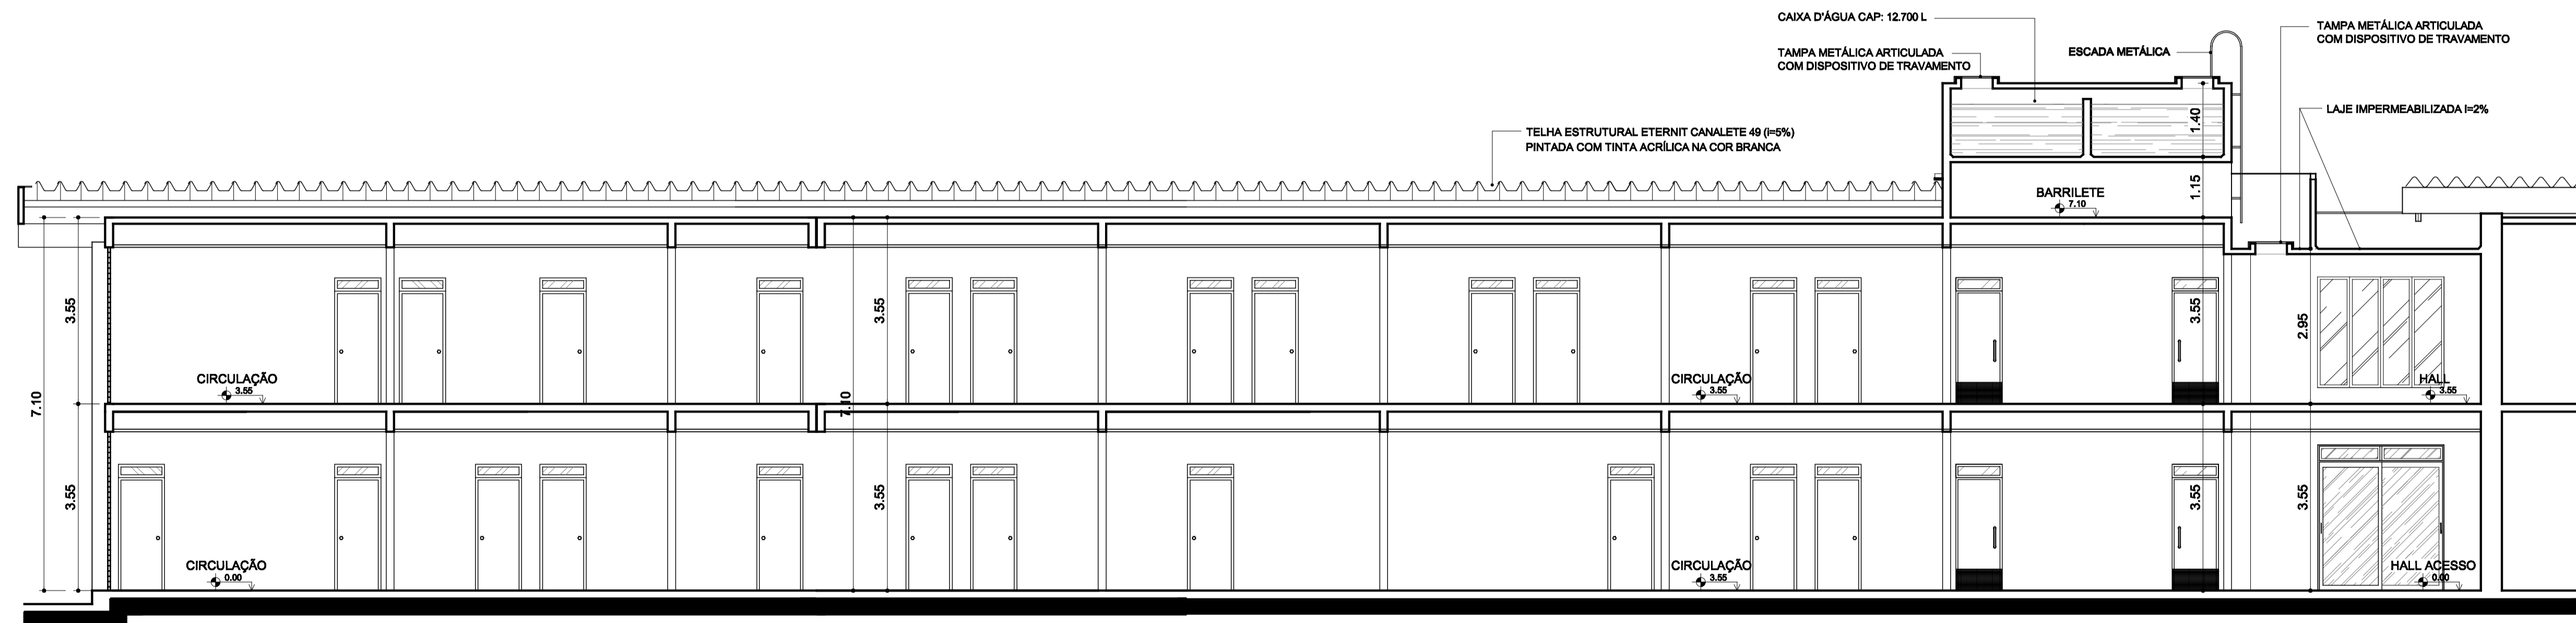 CAIXA D'ÁGUA CAP: 12.700 L
TAMPA METÁLICA ARTICULADA
COM DISPOSITIVO DE TRAVAMENTO
ESCADA METÁLICA
TAMPA METÁLICA ARTICULADA
COM DISPOSITIVO DE TRAVAMENTO
LAJE IMPERMEABILIZADA I=2%
TELHA ESTRUTURAL ETERNIT CANALETE 49 (i=5%)
PINTADA COM TINTA ACRÍLICA NA COR BRANCA
1.40
1.15
BARRILETE
7.10
3.55
3.55
3.55
2.95
CIRCULAÇÃO
3.55
CIRCULAÇÃO
3.55
HALL
3.55
7.10
7.10
3.55
3.55
3.55
3.55
CIRCULAÇÃO
0.00
CIRCULAÇÃO
3.55
HALL ACESSO
0.00